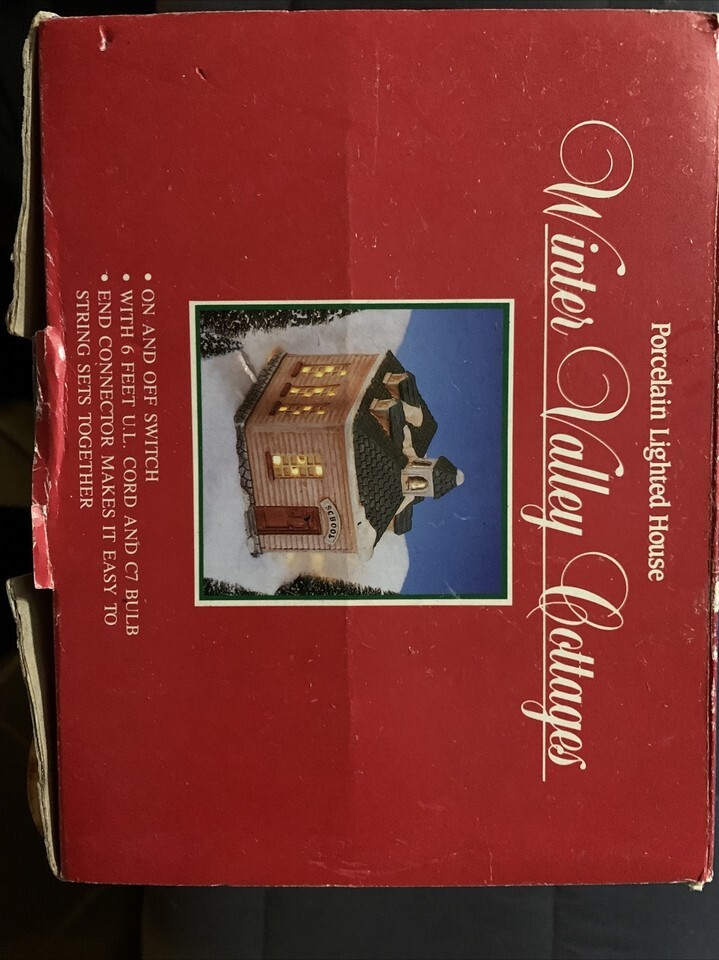 Porcelain Lighted House
Winter Valley Cottages
SCHOOL
• ON AND OFF SWITCH
• WITH 6 FEET U.L. CORD AND C7 BULB
• END CONNECTOR MAKES IT EASY TO
STRING SETS TOGETHER